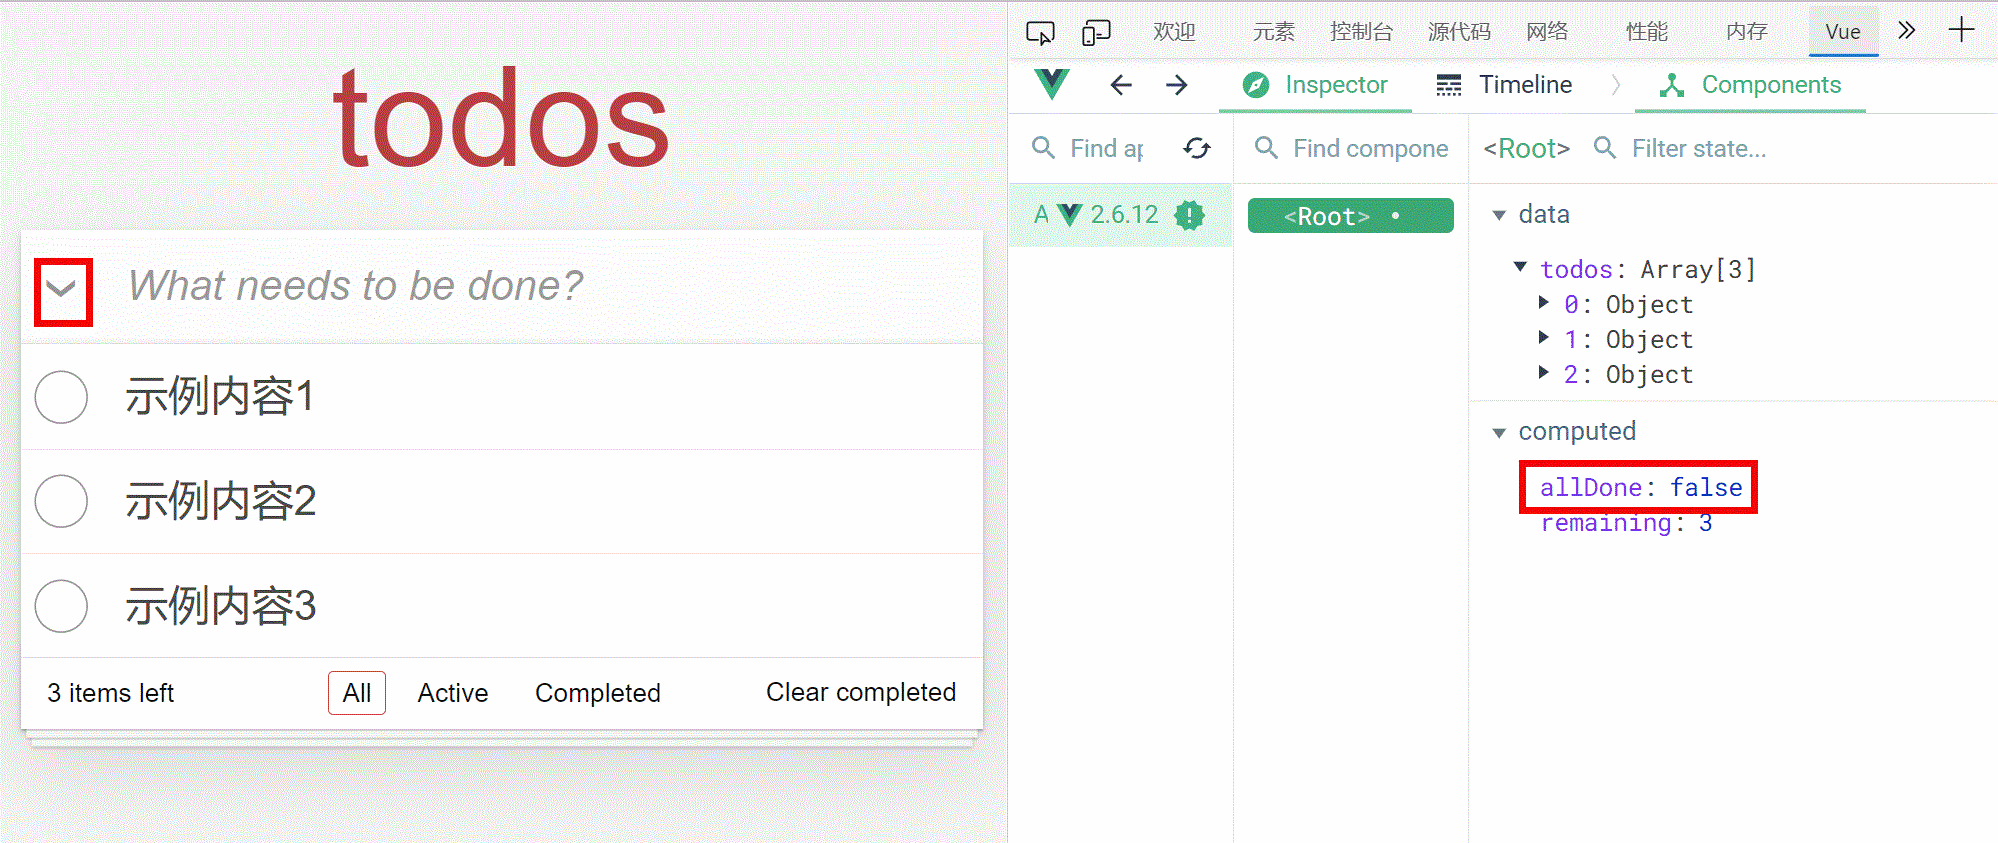 todos
What needs to be done?
示例内容1
示例内容2
示例内容3
3 items left All Active Completed Clear completed
欢迎 元素 控制台 源代码 网络 性能 内存 Vue
Inspector Timeline Components
Find ap Find compone <Root> Filter state...
A 2.6.12
<Root>
data
todos: Array[3]
0: Object
1: Object
2: Object
computed
allDone: false
remaining: 3